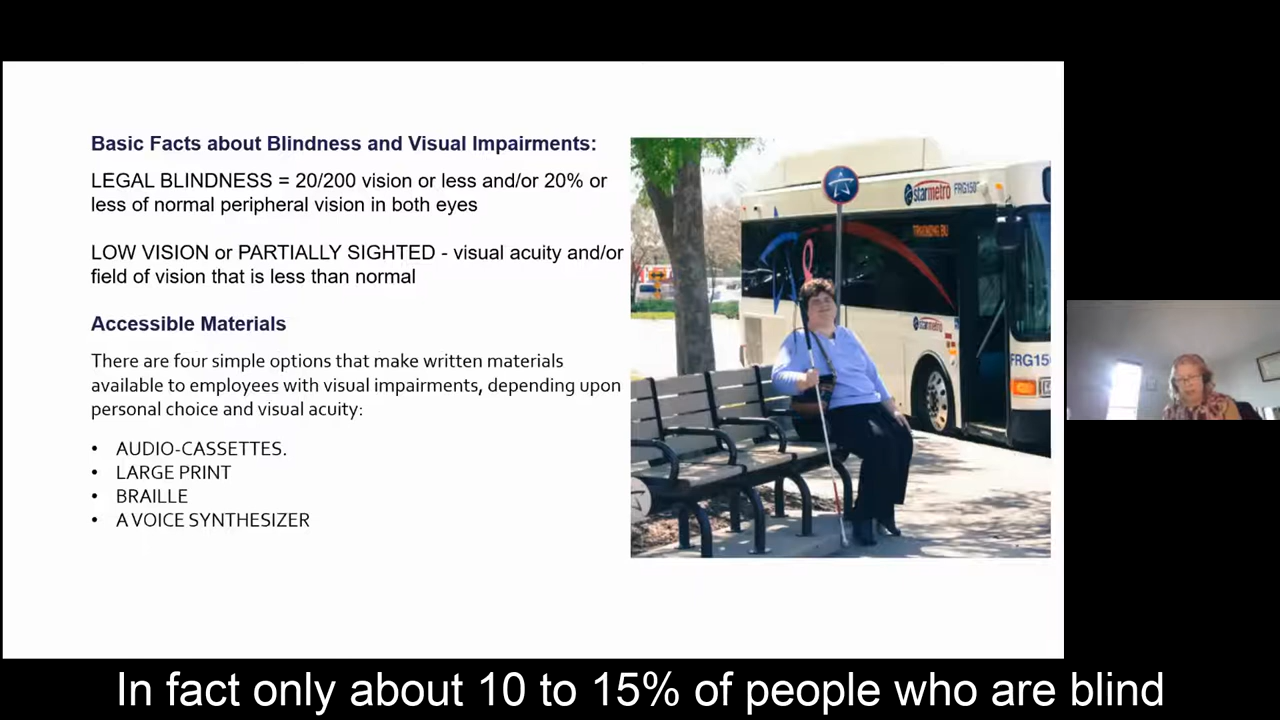 Basic Facts about Blindness and Visual Impairments:
LEGAL BLINDNESS = 20/200 vision or less and/or 20% or
less of normal peripheral vision in both eyes
LOW VISION or PARTIALLY SIGHTED - visual acuity and/or
field of vision that is less than normal
Accessible Materials
There are four simple options that make written materials
available to employees with visual impairments, depending upon
personal choice and visual acuity:
• AUDIO-CASSETTES.
• LARGE PRINT
• BRAILLE
• A VOICE SYNTHESIZER
starmetro
starmetro
In fact only about 10 to 15% of people who are blind